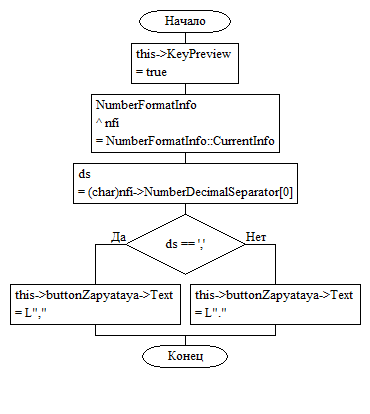 Начало
this->KeyPreview
= true
NumberFormatInfo
^ nfi
= NumberFormatInfo::CurrentInfo
ds
= (char)nfi->NumberDecimalSeparator[0]
Да
ds == ','
Нет
this->buttonZapyataya->Text
= L","
this->buttonZapyataya->Text
= L"."
Конец